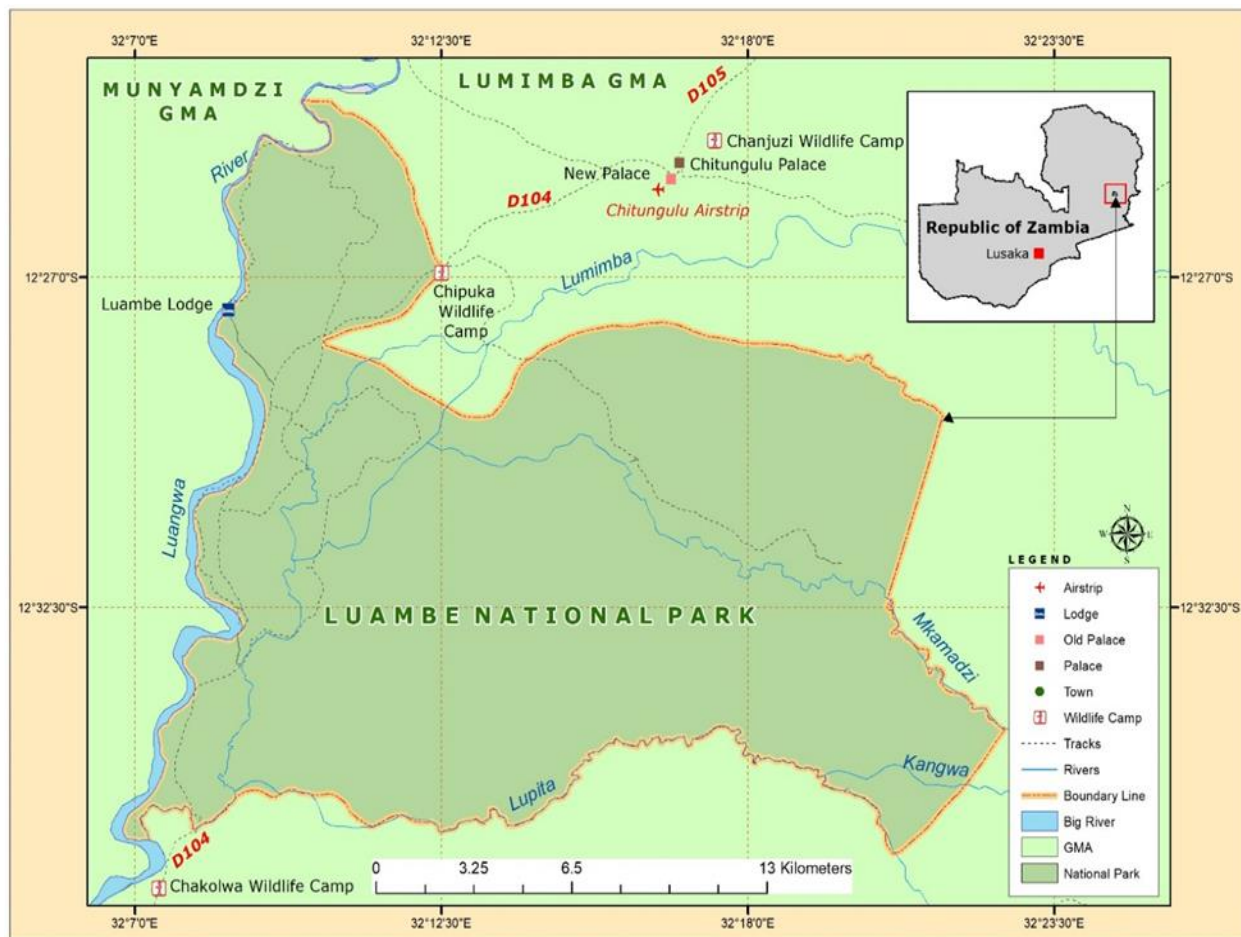 32°7'0"E 32°12'30"E 32°18'0"E 32°23'30"E
MUNYAMDZI
GMA
LUMIMBA GMA
D105
Chanjuzi Wildlife Camp
Chitungulu Palace
New Palace
D104
Chitungulu Airstrip
River
Republic of Zambia
Lusaka
12°27'0"S 12°27'0"S
Lumimba
Luambe Lodge
Chipuka
Wildlife
Camp
Luangwa
N
W E
S
LEGEND
Airstrip
Lodge
Old Palace
Palace
Town
Wildlife Camp
Tracks
Rivers
Boundary Line
Big River
GMA
National Park
12°32'30"S 12°32'30"S
LUAMBE NATIONAL PARK
Mkamadzi
Kangwa
Lupita
D104
Chakolwa Wildlife Camp
0 3.25 6.5 13 Kilometers
32°7'0"E 32°12'30"E 32°18'0"E 32°23'30"E